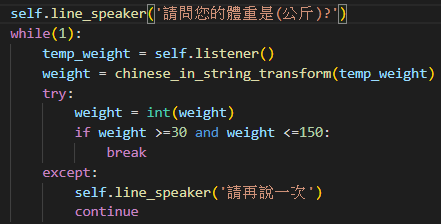 self.line_speaker('請問您的體重是(公斤)?')
while(1):
    temp_weight = self.listener()
    weight = chinese_in_string_transform(temp_weight)
    try:
        weight = int(weight)
        if weight >=30 and weight <=150:
            break
    except:
        self.line_speaker('請再說一次')
        continue